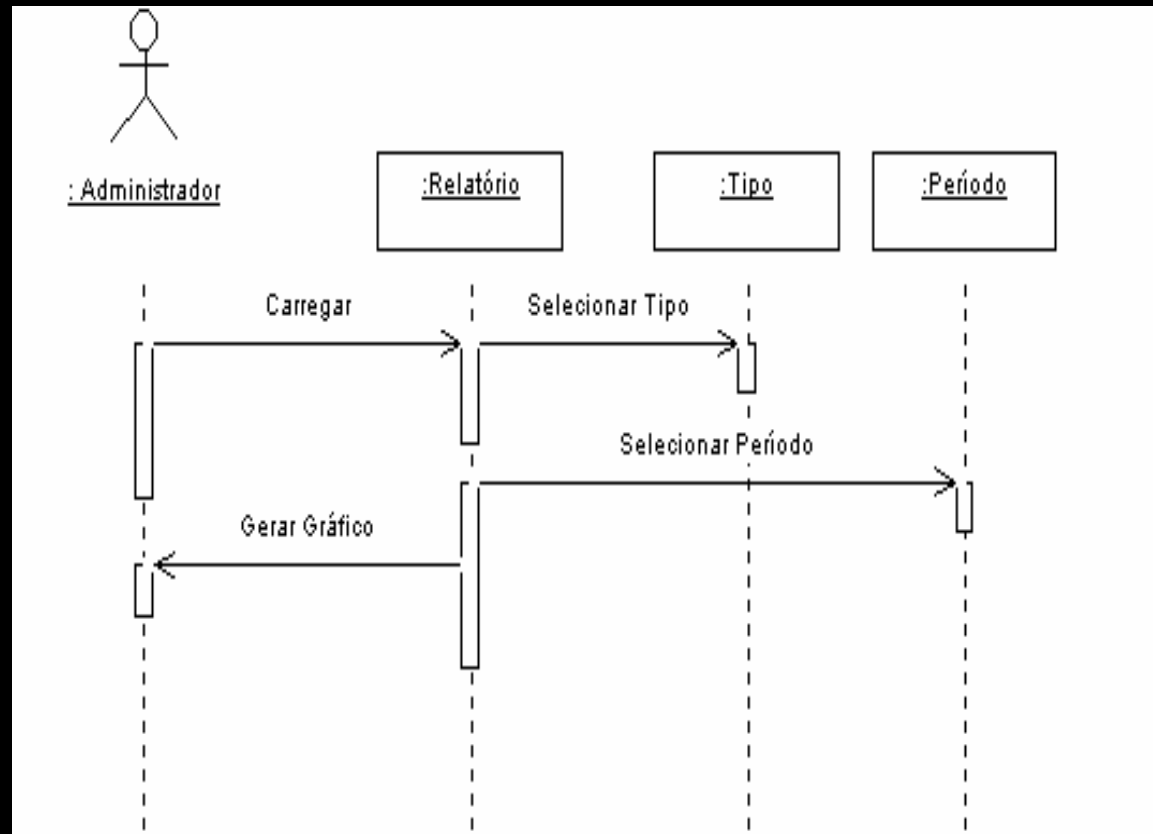 : Administrador
:Relatório
:Tipo
:Período
Carregar
Selecionar Tipo
Selecionar Período
Gerar Gráfico